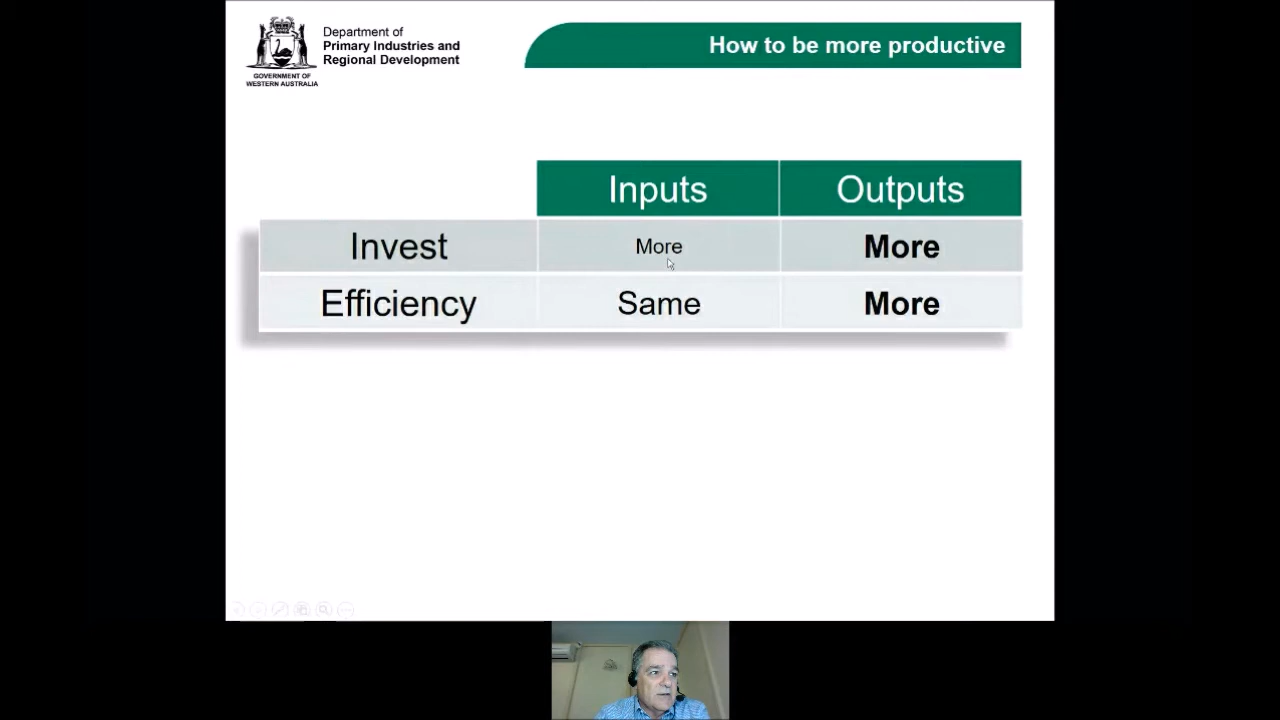 Department of
Primary Industries and
Regional Development
GOVERNMENT OF
WESTERN AUSTRALIA
How to be more productive
Inputs Outputs
Invest More More
Efficiency Same More